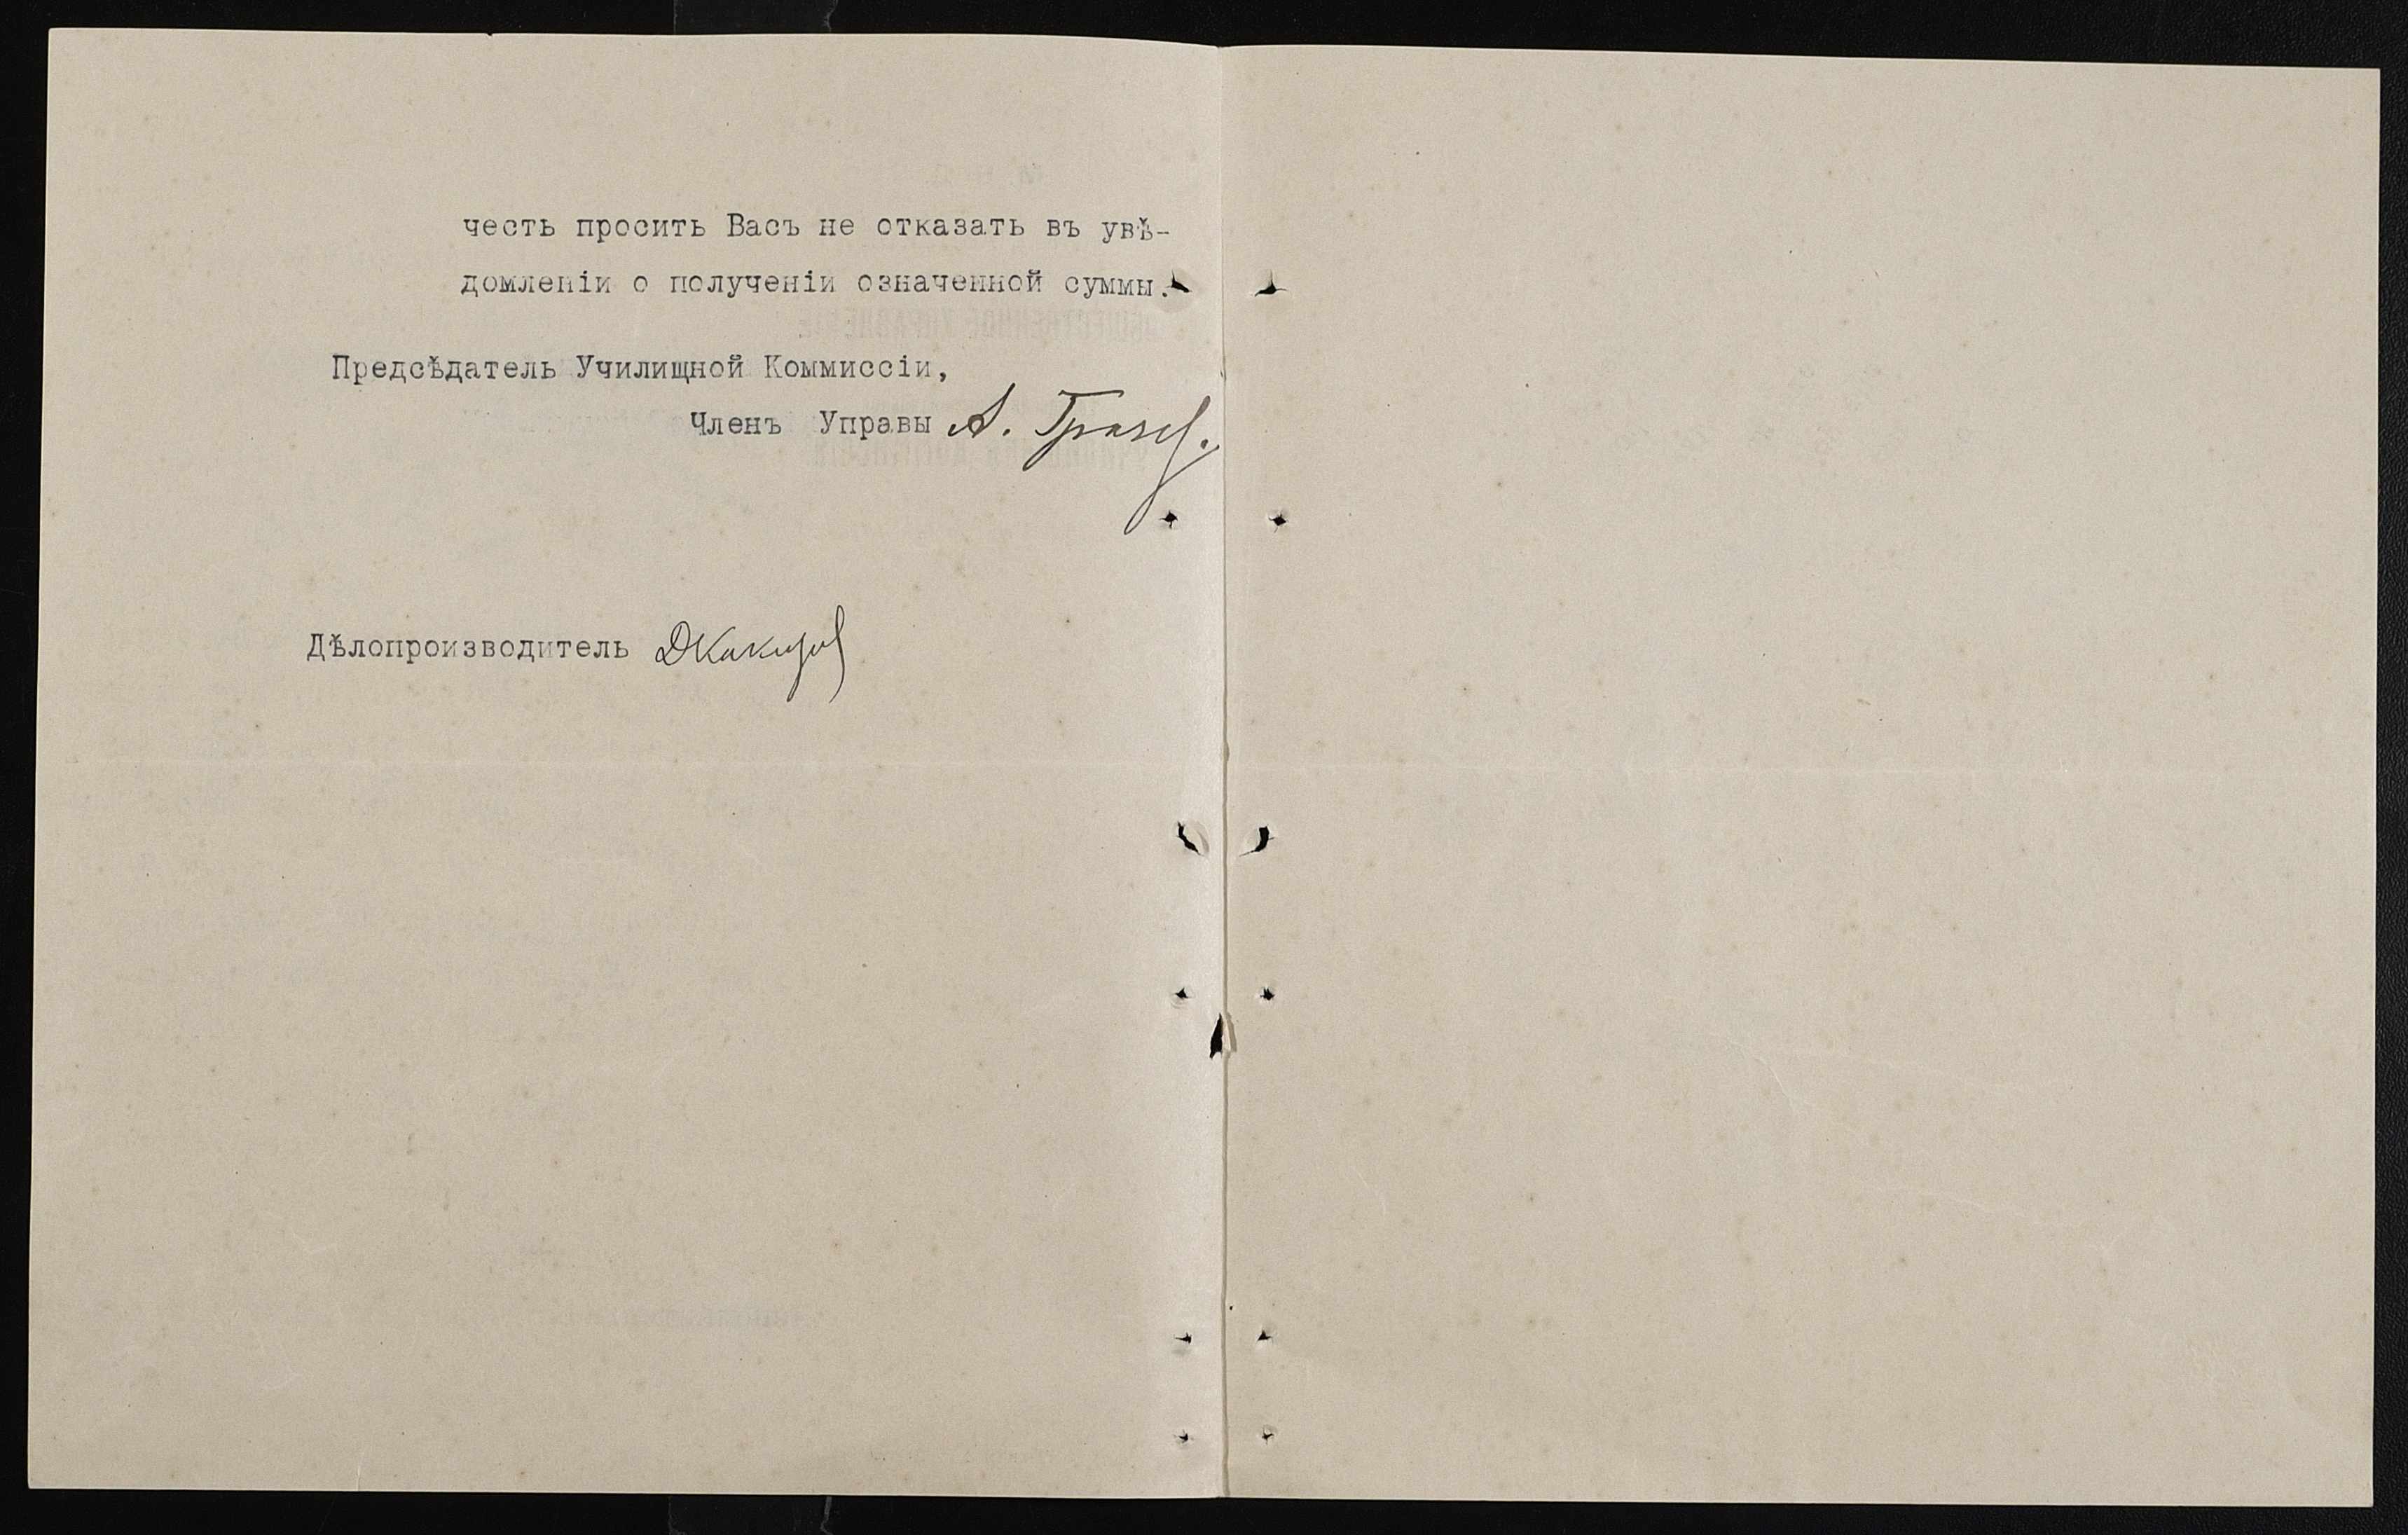 честь просить Васъ не отказать въ увѣ-
домленіи о полученіи означенной суммы.
Предсѣдатель Училищной Коммиссіи,
Членъ Управы А.
Дѣлопроизводитель